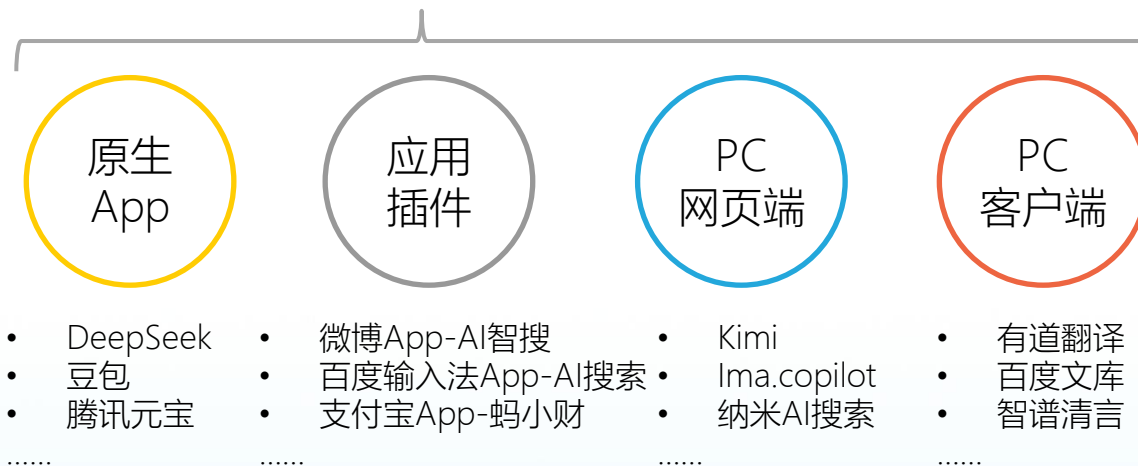 原生
App
应用
插件
PC
网页端
PC
客户端
• DeepSeek
• 豆包
• 腾讯元宝
......
• 微博App-AI智搜
• 百度输入法App-AI搜索
• 支付宝App-蚂小财
......
• Kimi
• Ima.copilot
• 纳米AI搜索
......
• 有道翻译
• 百度文库
• 智谱清言
......